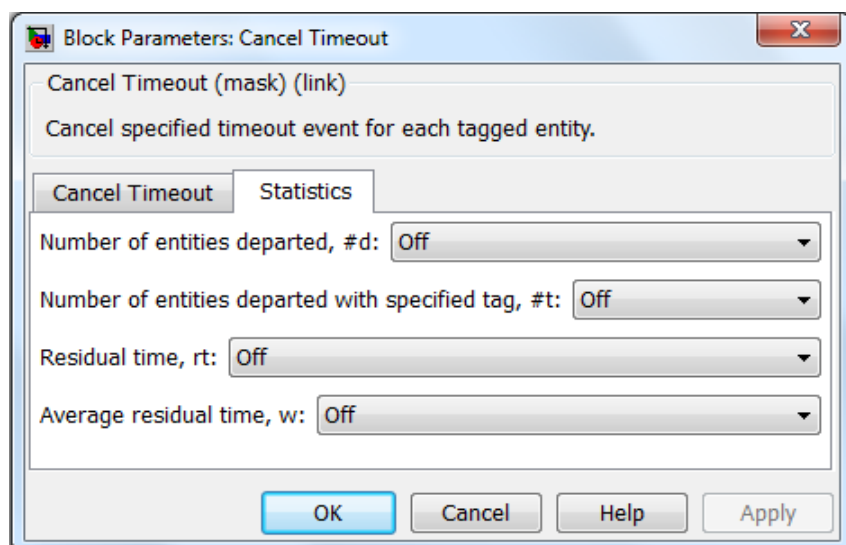 Block Parameters: Cancel Timeout
Cancel Timeout (mask) (link)
Cancel specified timeout event for each tagged entity.
Cancel Timeout Statistics
Number of entities departed, #d: Off
Number of entities departed with specified tag, #t: Off
Residual time, rt: Off
Average residual time, w: Off
OK Cancel Help Apply